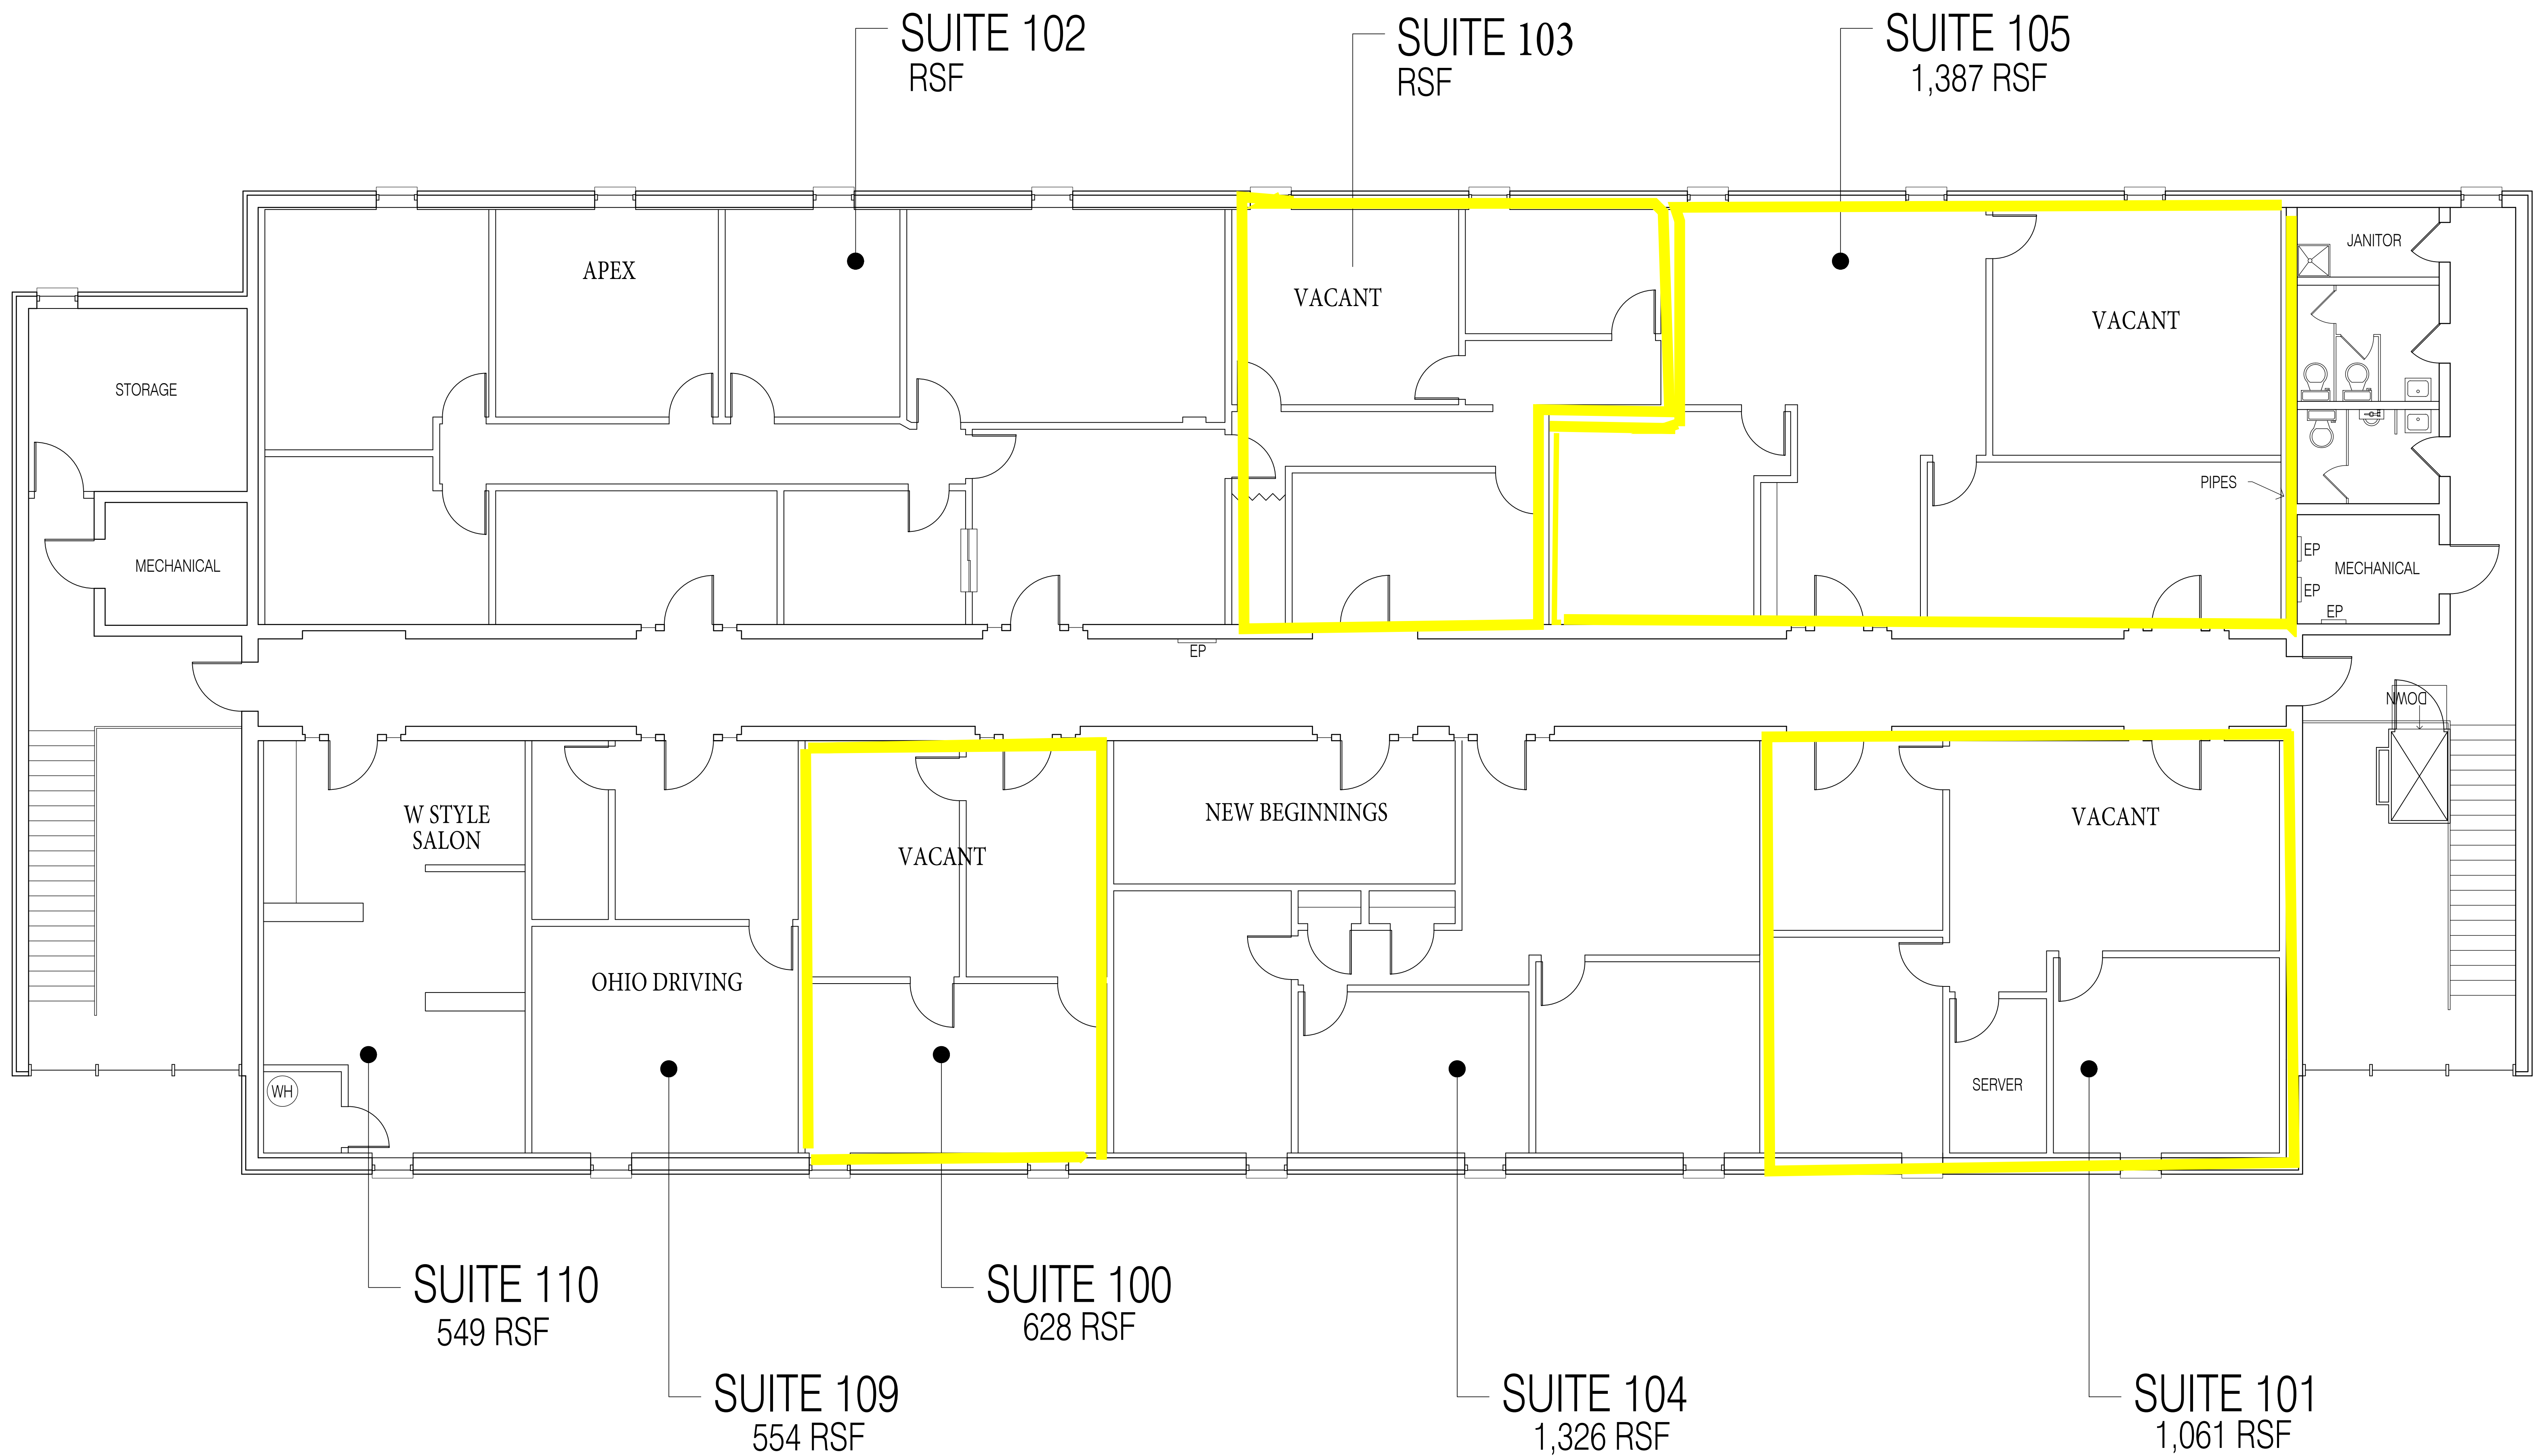 SUITE 102
RSF
SUITE 103
RSF
SUITE 105
1,387 RSF
JANITOR
APEX
VACANT
VACANT
STORAGE
PIPES
MECHANICAL
EP
MECHANICAL
EP
EP
EP
DOWN
W STYLE
SALON
NEW BEGINNINGS
VACANT
VACANT
OHIO DRIVING
WH
SERVER
SUITE 110
549 RSF
SUITE 100
628 RSF
SUITE 109
554 RSF
SUITE 104
1,326 RSF
SUITE 101
1,061 RSF